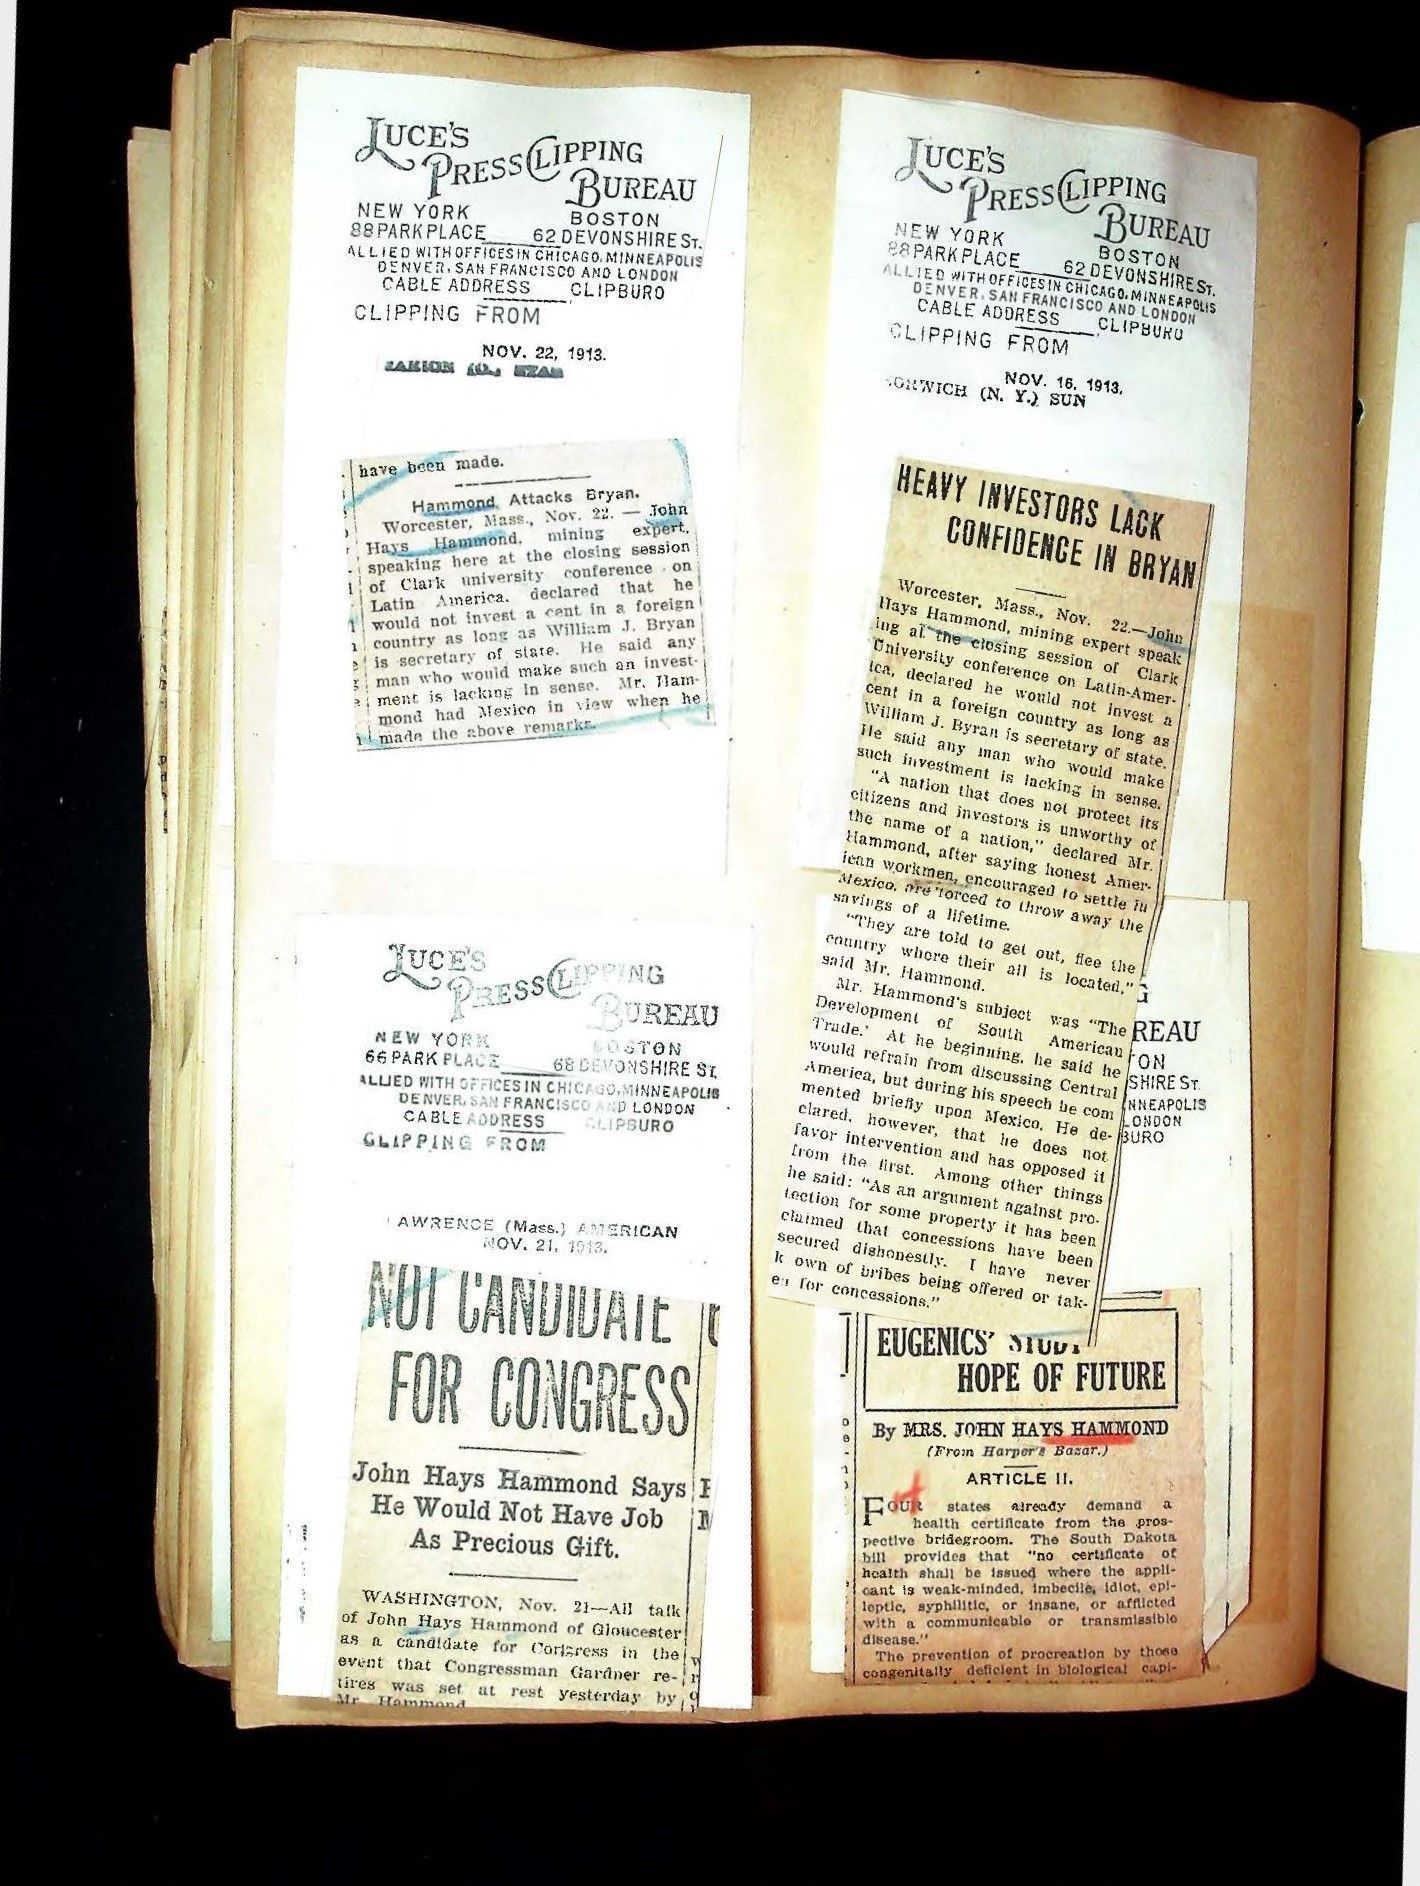 LUCE'S
PRESS CLIPPING
BUREAU
NEW YORK BOSTON
88 PARK PLACE 62 DEVONSHIRE ST.
ALLIED WITH OFFICES IN CHICAGO, MINNEAPOLIS
DENVER, SAN FRANCISCO AND LONDON
CABLE ADDRESS CLIPBURO
CLIPPING FROM
NOV. 22, 1913.
MARION (O.)
have been made.
Hammond Attacks Bryan.
Worcester, Mass., Nov. 22. — John
Hays Hammond, mining expert,
speaking here at the closing session
of Clark university conference on
Latin America, declared that he
would not invest a cent in a foreign
country as long as William J. Bryan
is secretary of state. He said any
man who would make such an invest-
ment is lacking in sense. Mr. Ham-
mond had Mexico in view when he
made the above remarks.
LUCE'S
PRESS CLIPPING
BUREAU
NEW YORK BOSTON
66 PARK PLACE 68 DEVONSHIRE ST.
ALLIED WITH OFFICES IN CHICAGO, MINNEAPOLIS
DENVER, SAN FRANCISCO AND LONDON
CABLE ADDRESS CLIPBURO
CLIPPING FROM
AWRENCE (Mass.) AMERICAN
NOV. 21, 1913.
NOT CANDIDATE
FOR CONGRESS
John Hays Hammond Says
He Would Not Have Job
As Precious Gift.
WASHINGTON, Nov. 21—All talk
of John Hays Hammond of Gloucester
as a candidate for Congress in the
event that Congressman Gardner re-
tires was set at rest yesterday by
Mr. Hammond
LUCE'S
PRESS CLIPPING
BUREAU
NEW YORK BOSTON
88 PARK PLACE 62 DEVONSHIRE ST.
ALLIED WITH OFFICES IN CHICAGO, MINNEAPOLIS
DENVER, SAN FRANCISCO AND LONDON
CABLE ADDRESS CLIPBURO
CLIPPING FROM
NOV. 16, 1913.
ORWICH (N. Y.) SUN
HEAVY INVESTORS LACK
CONFIDENCE IN BRYAN
Worcester, Mass., Nov. 22.—John
Hays Hammond, mining expert speak
ing at the closing session of Clark
University conference on Latin-Amer-
ica, declared he would not invest a
cent in a foreign country as long as
William J. Byran is secretary of state.
He said any man who would make
such investment is lacking in sense.
"A nation that does not protect its
citizens and investors is unworthy of
the name of a nation," declared Mr.
Hammond, after saying honest Amer-
ican workmen, encouraged to settle in
Mexico, are forced to throw away the
savings of a lifetime.
"They are told to get out, flee the
country where their all is located,"
said Mr. Hammond.
Mr. Hammond's subject was "The
Development of South American
Trade.' At he beginning, he said he
would refrain from discussing Central
America, but during his speech he com
mented briefly upon Mexico. He de-
clared, however, that he does not
favor intervention and has opposed it
from the first. Among other things
he said: "As an argument against pro-
tection for some property it has been
claimed that concessions have been
secured dishonestly. I have never
k own of bribes being offered or tak-
en for concessions."
G
REAU
ON
SHIRE ST.
NNEAPOLIS
LONDON
BURO
EUGENICS' STUDY
HOPE OF FUTURE
By MRS. JOHN HAYS HAMMOND
(From Harper's Bazar.)
ARTICLE II.
FOUR states already demand a
health certificate from the pros-
pective bridegroom. The South Dakota
bill provides that "no certificate of
health shall be issued where the appli-
cant is weak-minded, imbecile, idiot, epi-
leptic, syphilitic, or insane, or afflicted
with a communicable or transmissible
disease."
The prevention of procreation by those
congenitally deficient in biological capi-